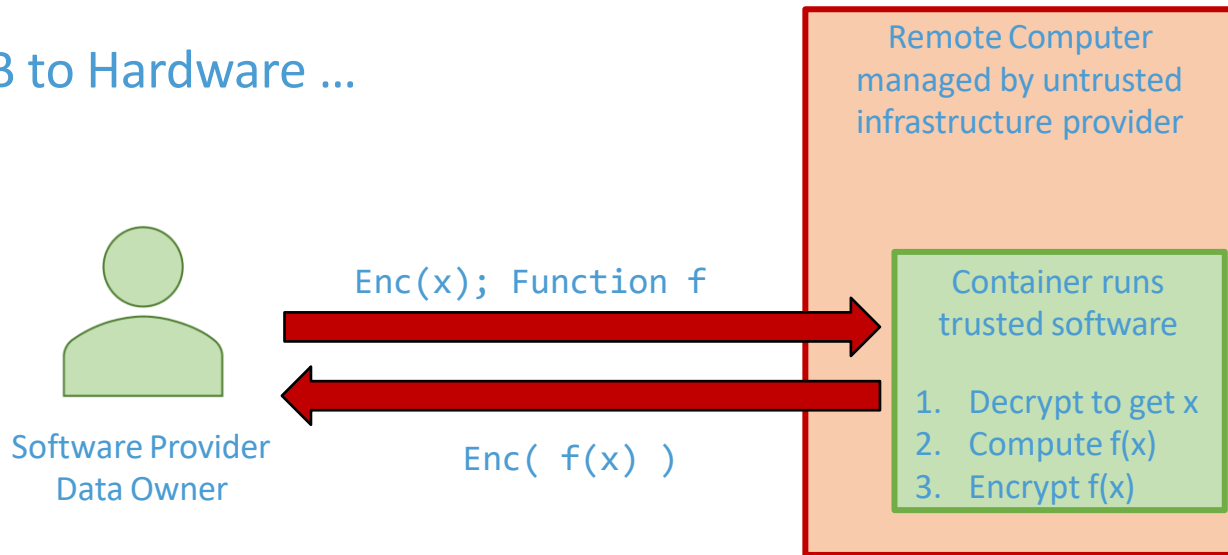 B to Hardware …
Remote Computer
managed by untrusted
infrastructure provider
Enc(x); Function f
Container runs
trusted software
1. Decrypt to get x
2. Compute f(x)
3. Encrypt f(x)
Enc( f(x) )
Software Provider
Data Owner